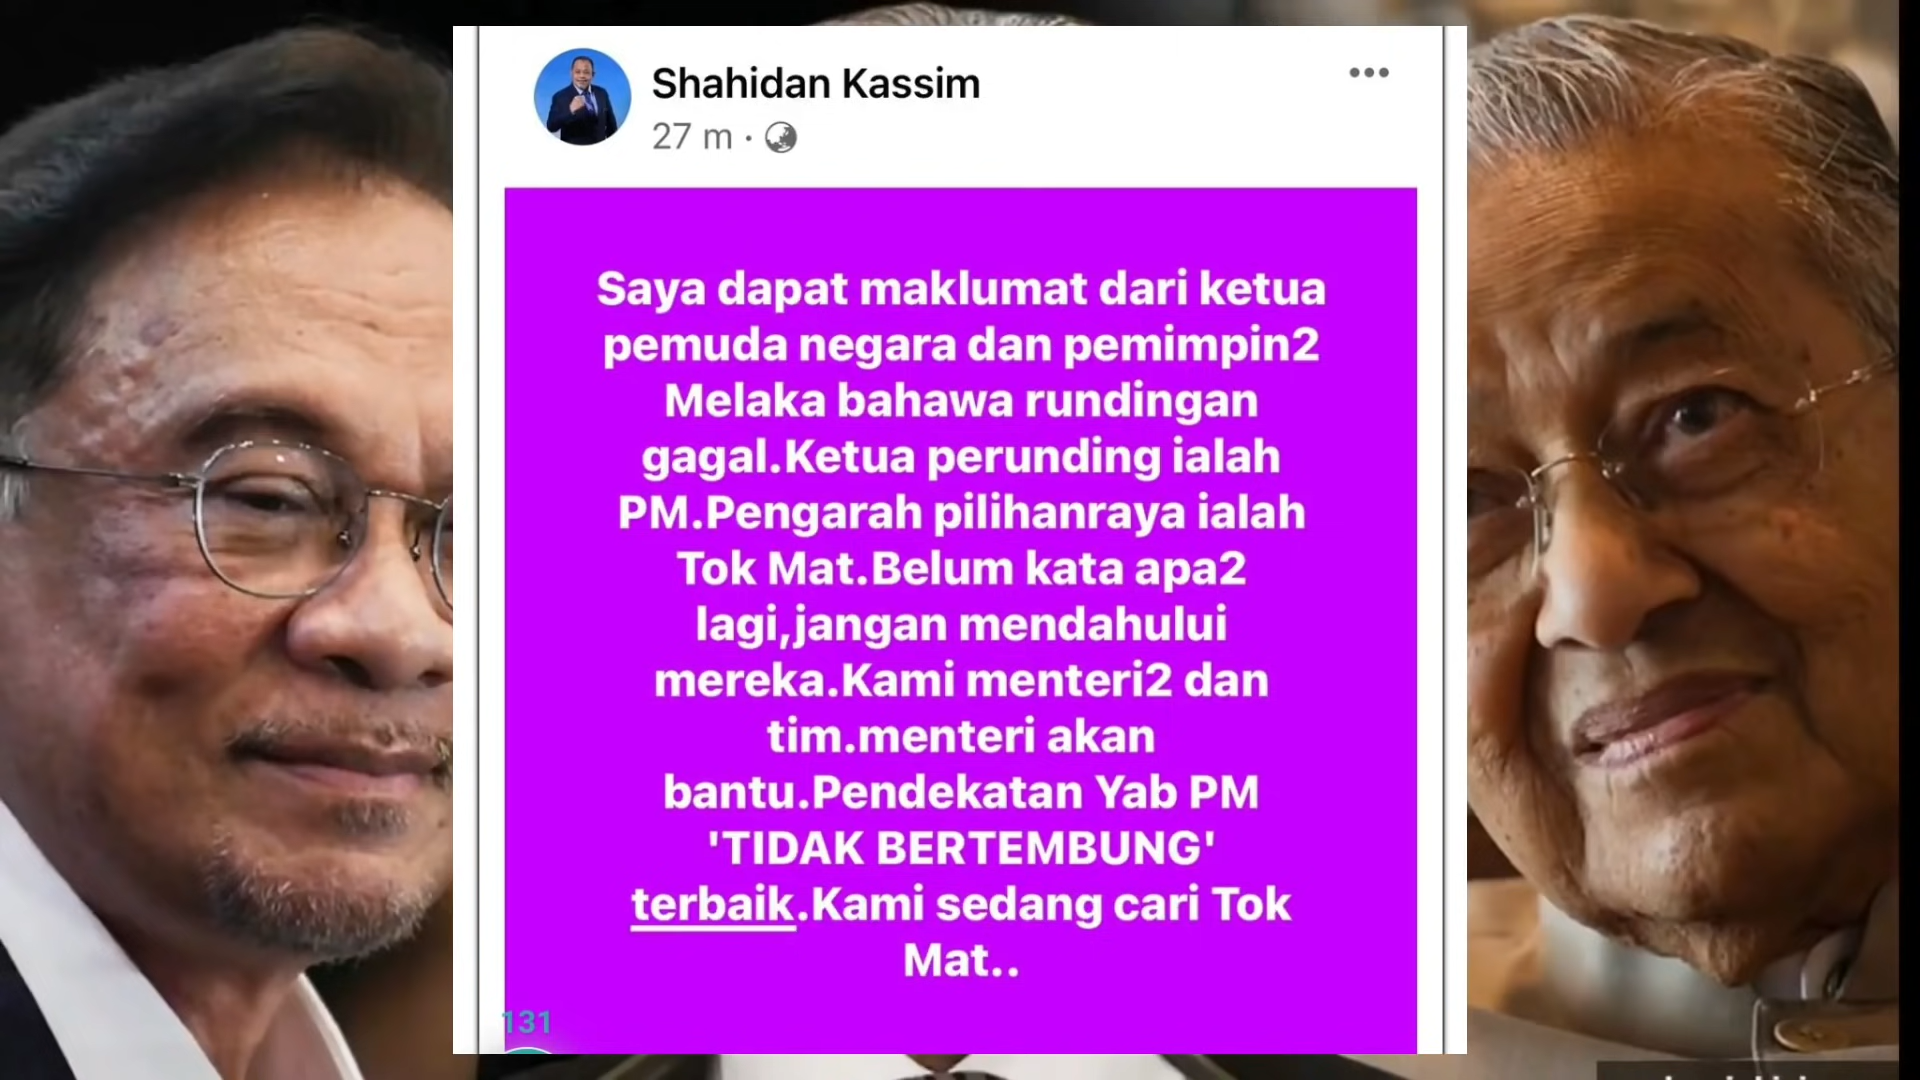 Shahidan Kassim
27 m ·
Saya dapat maklumat dari ketua
pemuda negara dan pemimpin2
Melaka bahawa rundingan
gagal.Ketua perunding ialah
PM.Pengarah pilihanraya ialah
Tok Mat.Belum kata apa2
lagi,jangan mendahului
mereka.Kami menteri2 dan
tim.menteri akan
bantu.Pendekatan Yab PM
'TIDAK BERTEMBUNG'
terbaik.Kami sedang cari Tok
Mat..
131